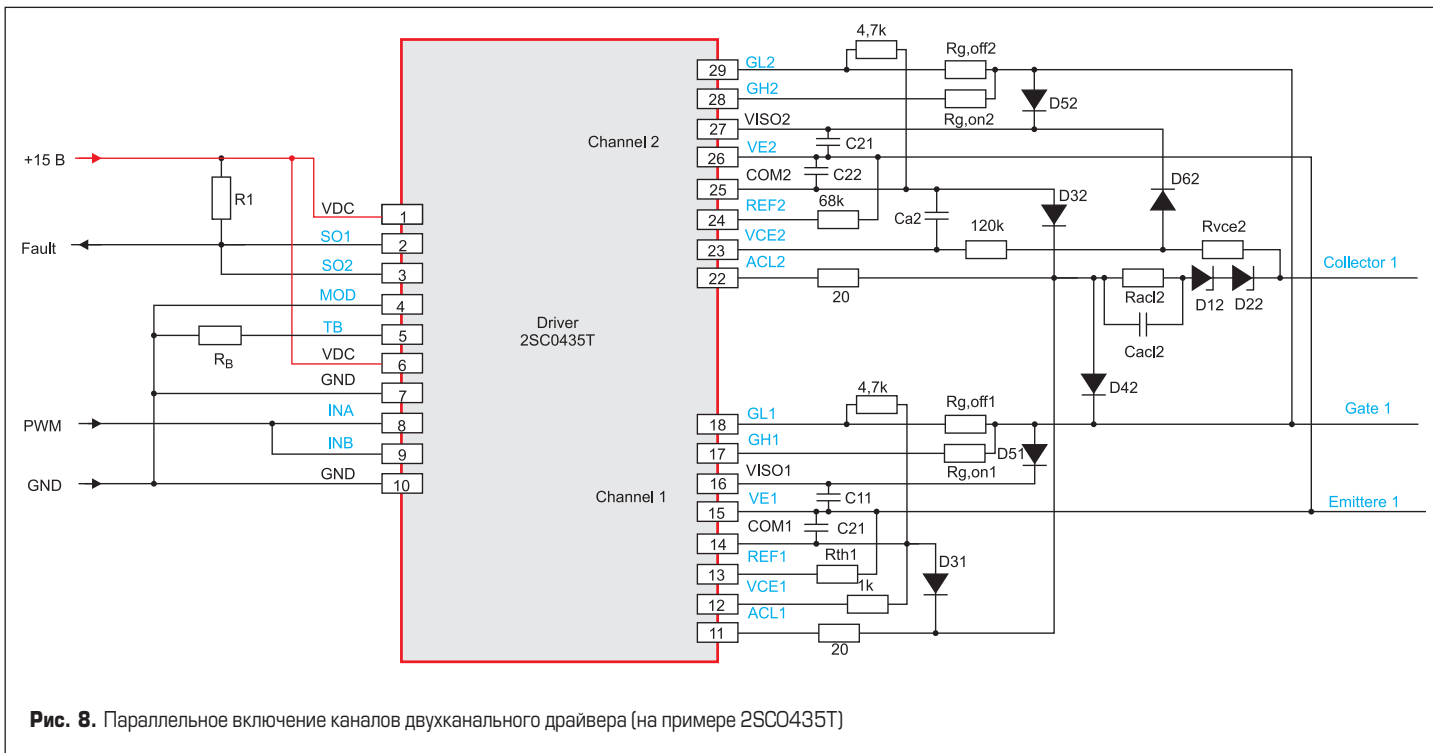 4,7k
Rg,off2
29
GL2
28
GH2
Rg,on2
D52
27
VISO2
Channel 2
C21
26
VE2
+15 В
C22
COM2
25
R1
D32
D62
REF2
68k
24
VDC
1
VCE2
Ca2
120k
Rvce2
SO1
2
23
Fault
ACL2
Collector 1
SO2
3
22
MOD
20
Racl2
D12
D22
4
Driver
2SC0435T
TB
5
RB
Cacl2
VDC
6
D42
GND
4,7k
7
Rg,off1
GL1
INA
Gate 1
PWM
8
18
GH1
INB
9
17
D51
Rg,on1
GND
GND
VISO1
10
16
Channel 1
VE1
C11
15
Emittere 1
COM1
C21
14
REF1
Rth1
D31
13
VCE1
1k
12
ACL1
11
20
Рис. 8. Параллельное включение каналов двухканального драйвера (на примере 2SC0435T)